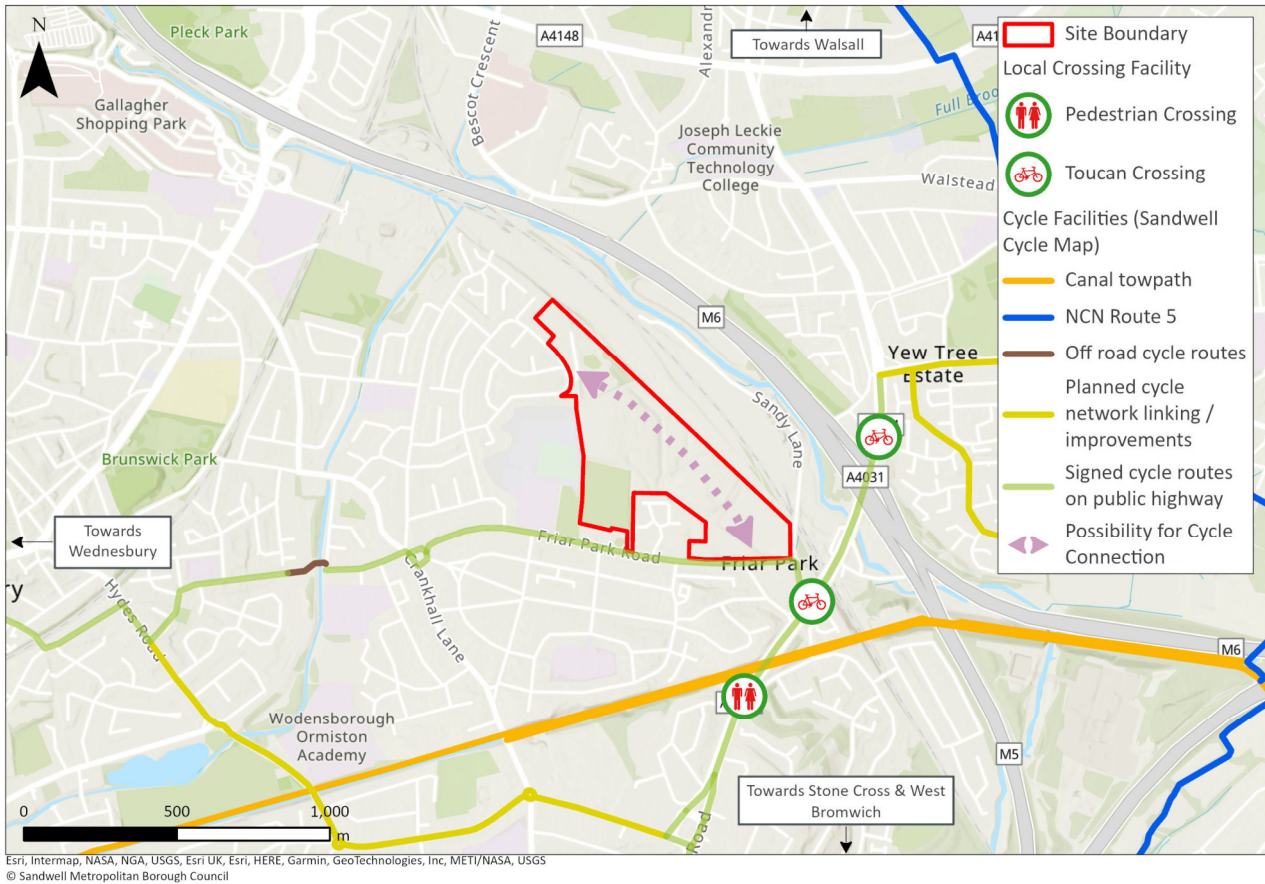 N
Pleck Park
Gallagher
Shopping Park
Bescot Crescent
A4148
Alexandr
Towards Walsall
A41
Full Broo
Joseph Leckie
Community
Technology
College
Walstead
M6
Yew Tree
Estate
Sandy Lane
A4031
Brunswick Park
Towards
Wednesbury
ry
Hydes Road
Crankhall Lane
Friar Park Road
Friar Park
Wodensborough
Ormiston
Academy
M6
M5
Road
Towards Stone Cross & West
Bromwich
0 500 1,000
m
Site Boundary
Local Crossing Facility
Pedestrian Crossing
Toucan Crossing
Cycle Facilities (Sandwell
Cycle Map)
Canal towpath
NCN Route 5
Off road cycle routes
Planned cycle
network linking /
improvements
Signed cycle routes
on public highway
Possibility for Cycle
Connection
Esri, Intermap, NASA, NGA, USGS, Esri UK, Esri, HERE, Garmin, GeoTechnologies, Inc, METI/NASA, USGS
© Sandwell Metropolitan Borough Council